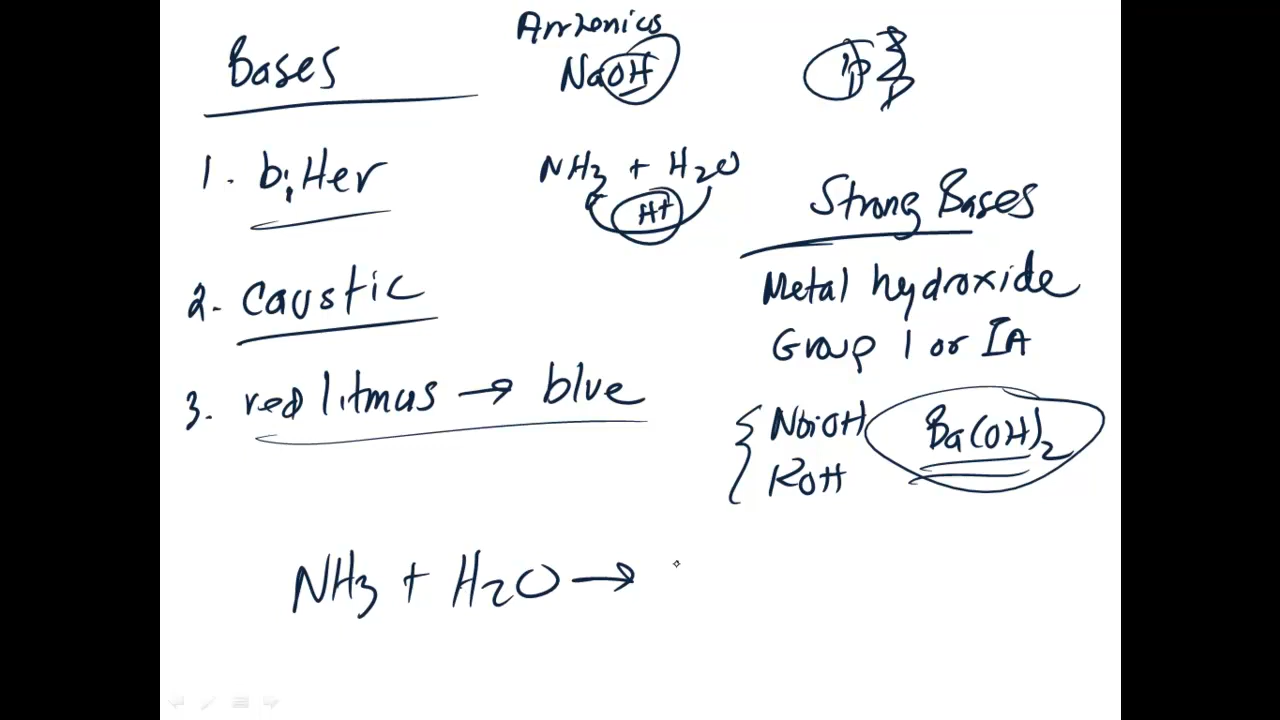 Bases
Arrhenius
NaOH
1. bitter
NH3 + H2O
H+
2. caustic
3. red litmus → blue
Strong Bases
Metal hydroxide
Group 1 or IA
NaOH
KOH
Ba(OH)2
NH3 + H2O →